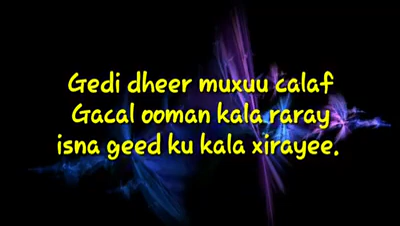 Gedi dheer muxuu calaf
Gacal ooman kala raray
isna geed ku kala xirayee.